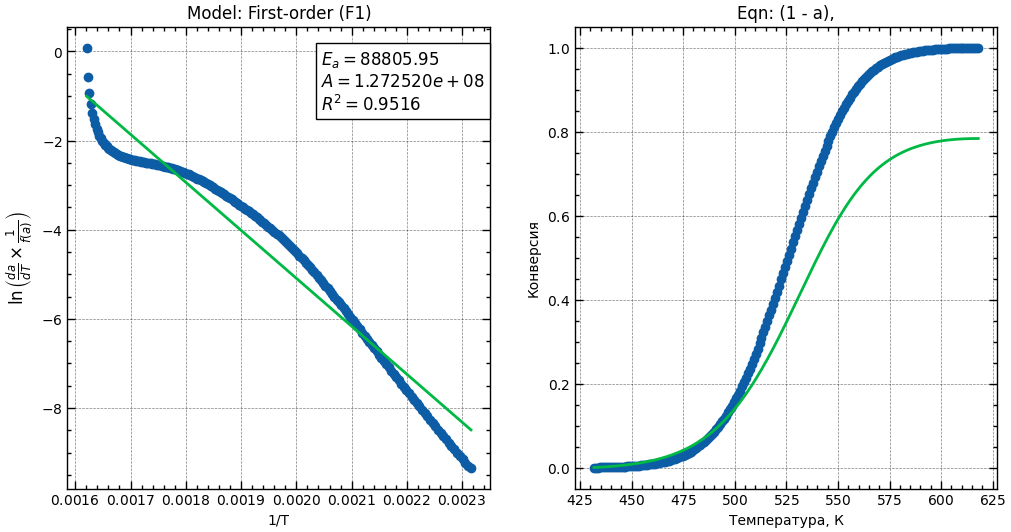 Model: First-order (F1)
Eqn: (1 - a),
E_a = 88805.95
A = 1.272520e + 08
R^2 = 0.9516
ln(da/dT × 1/f(a))
0
−2
−4
−6
−8
0.0016 0.0017 0.0018 0.0019 0.0020 0.0021 0.0022 0.0023
1/T
Конверсия
1.0
0.8
0.6
0.4
0.2
0.0
425 450 475 500 525 550 575 600 625
Температура, К